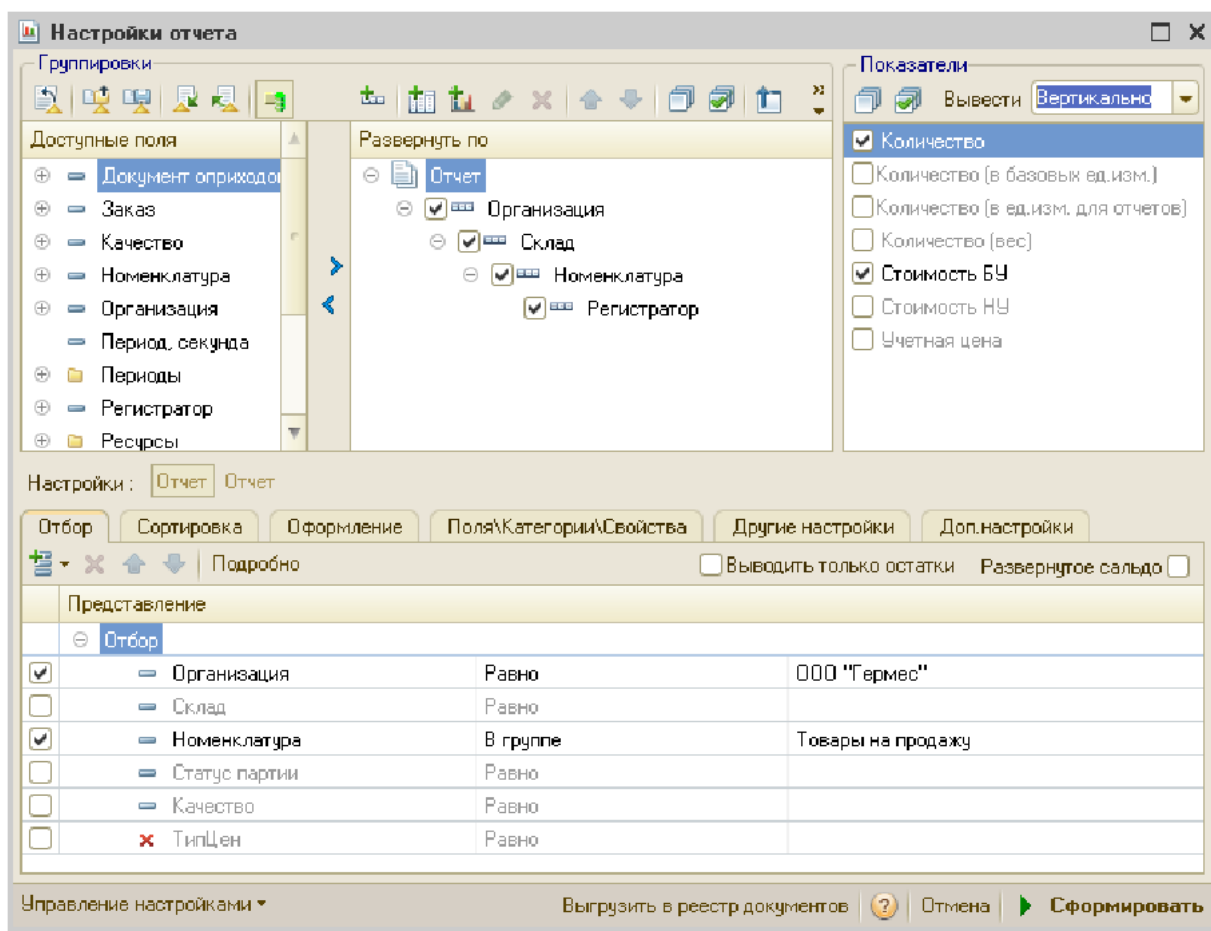 Настройки отчета
Группировки
Показатели
Вывести Вертикально
Доступные поля
Развернуть по
Количество
Документ оприходо
Отчет
Количество (в базовых ед.изм.)
Заказ
Организация
Количество (в ед.изм. для отчетов)
Качество
Склад
Количество (вес)
Номенклатура
Номенклатура
Стоимость БУ
Организация
Регистратор
Стоимость НУ
Период, секунда
Учетная цена
Периоды
Регистратор
Ресурсы
Настройки : Отчет Отчет
Отбор Сортировка Оформление Поля\Категории\Свойства Другие настройки Доп.настройки
Подробно Выводить только остатки Развернутое сальдо
Представление
Отбор
Организация Равно ООО "Гермес"
Склад Равно
Номенклатура В группе Товары на продажу
Статус партии Равно
Качество Равно
ТипЦен Равно
Управление настройками Выгрузить в реестр документов ? Отмена Сформировать